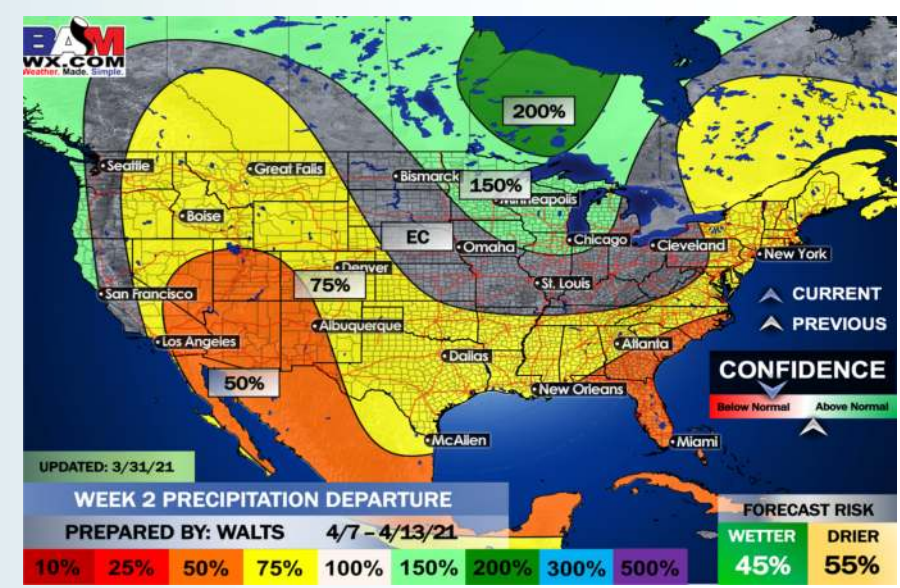 BAM
WX.COM
Weather. Made. Simple.
200%
Seattle
Great Falls
Bismarck
150%
Minneapolis
Boise
EC
Omaha
Chicago
Cleveland
New York
Denver
75%
St. Louis
San Francisco
CURRENT
PREVIOUS
Los Angeles
Albuquerque
Atlanta
Dallas
CONFIDENCE
50%
New Orleans
Below Normal
Above Normal
McAllen
Miami
UPDATED: 3/31/21
WEEK 2 PRECIPITATION DEPARTURE
PREPARED BY: WALTS 4/7 – 4/13/21
FORECAST RISK
WETTER DRIER
45% 55%
10% 25% 50% 75% 100% 150% 200% 300% 500%